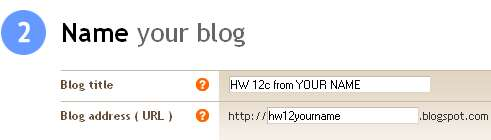 2 Name your blog
Blog title ? HW 12c from YOUR NAME
Blog address ( URL ) ? http://hw12yourname.blogspot.com